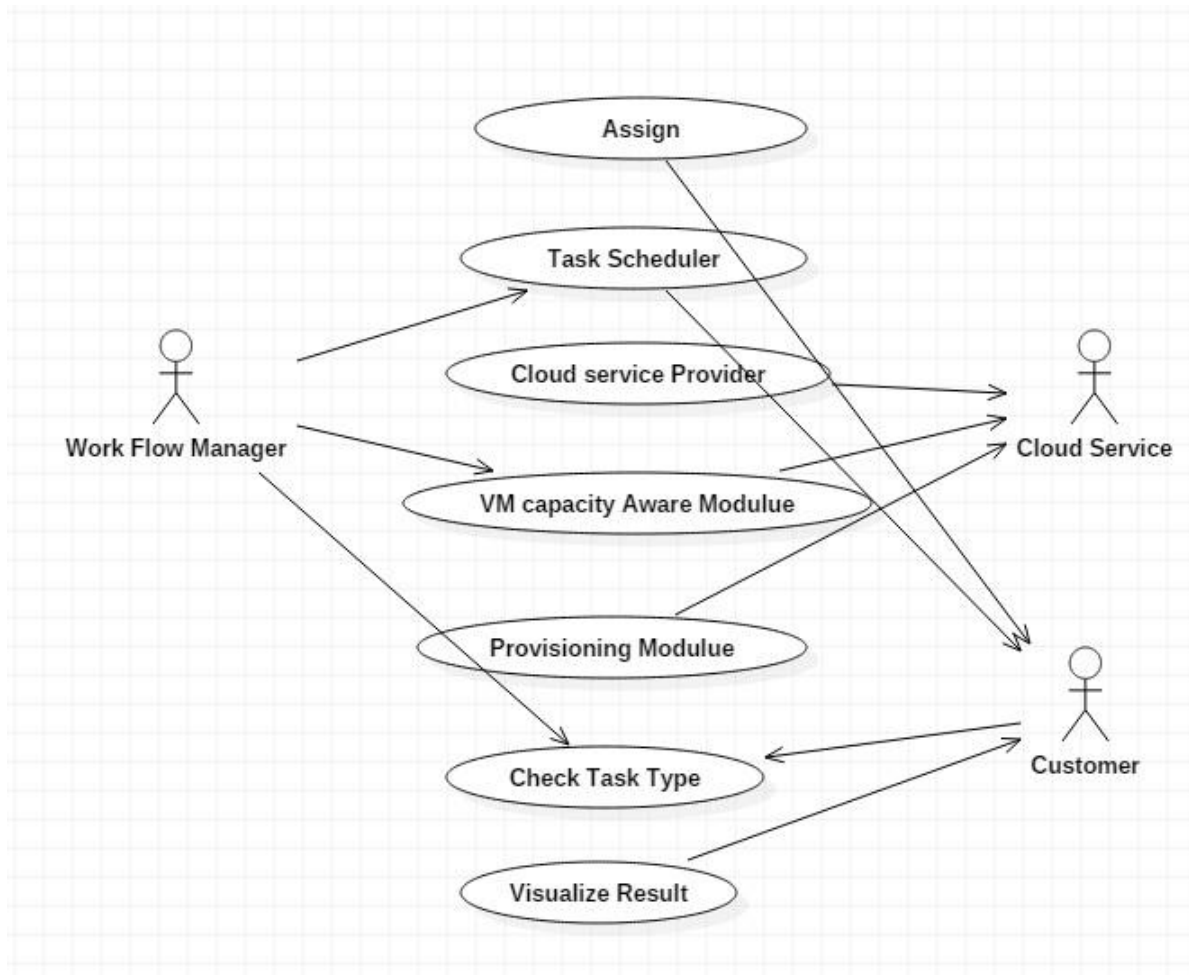 Assign
Task Scheduler
Cloud service Provider
Work Flow Manager
Cloud Service
VM capacity Aware Modulue
Provisioning Modulue
Customer
Check Task Type
Visualize Result